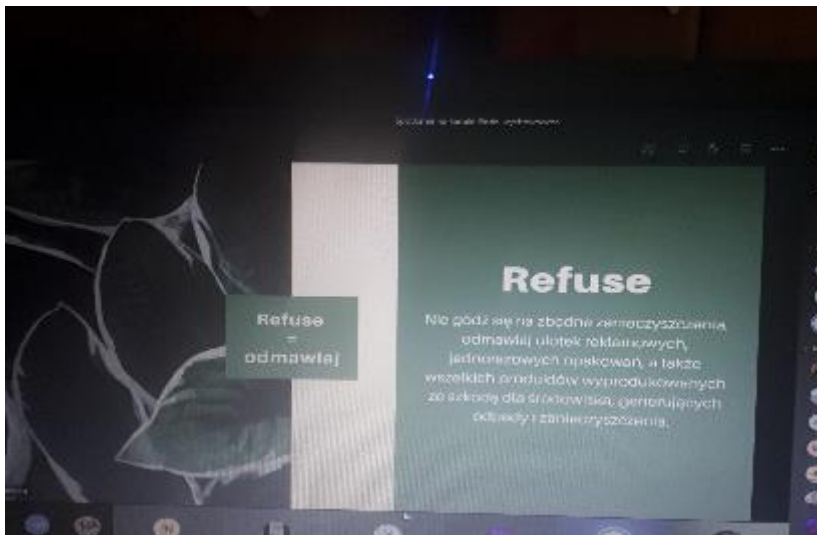 Refuse
=
odmawiaj
Refuse
Nie gódź się na zbędne zanieczyszczenia,
odmawiaj ulotek reklamowych,
jednorazowych opakowań, a także
wszelkich produktów wyprodukowanych
ze szkodą dla środowiska, generujących
odpady i zanieczyszczenia.